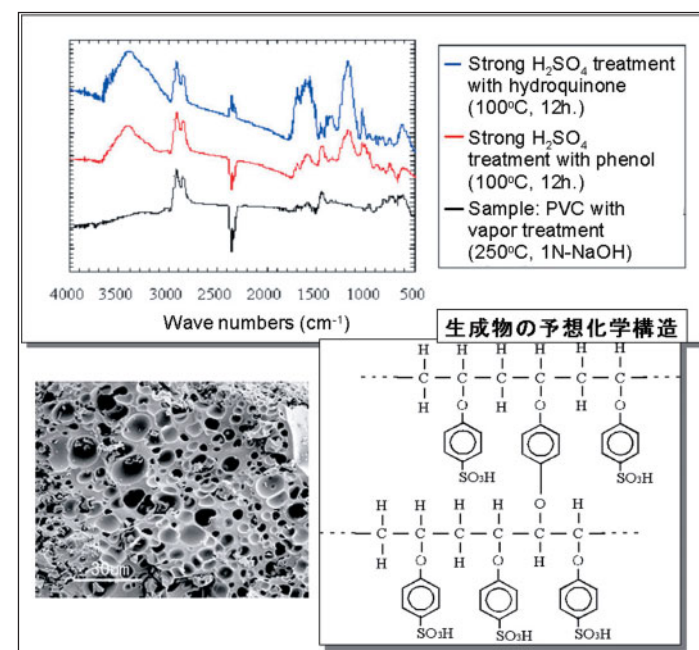 Strong H₂SO₄ treatment
with hydroquinone
(100°C, 12h.)
Strong H₂SO₄
treatment with phenol
(100°C, 12h.)
Sample: PVC with
vapor treatment
(250°C, 1N-NaOH)
4000 3500 3000 2500 2000 1500 1000 500
Wave numbers (cm⁻¹)
生成物の予想化学構造
H H H H H H
C C C C C C
H O H O H O
SO₃H SO₃H
H H H H H O H
C C C C C C
H O H O H O
SO₃H SO₃H SO₃H
30um